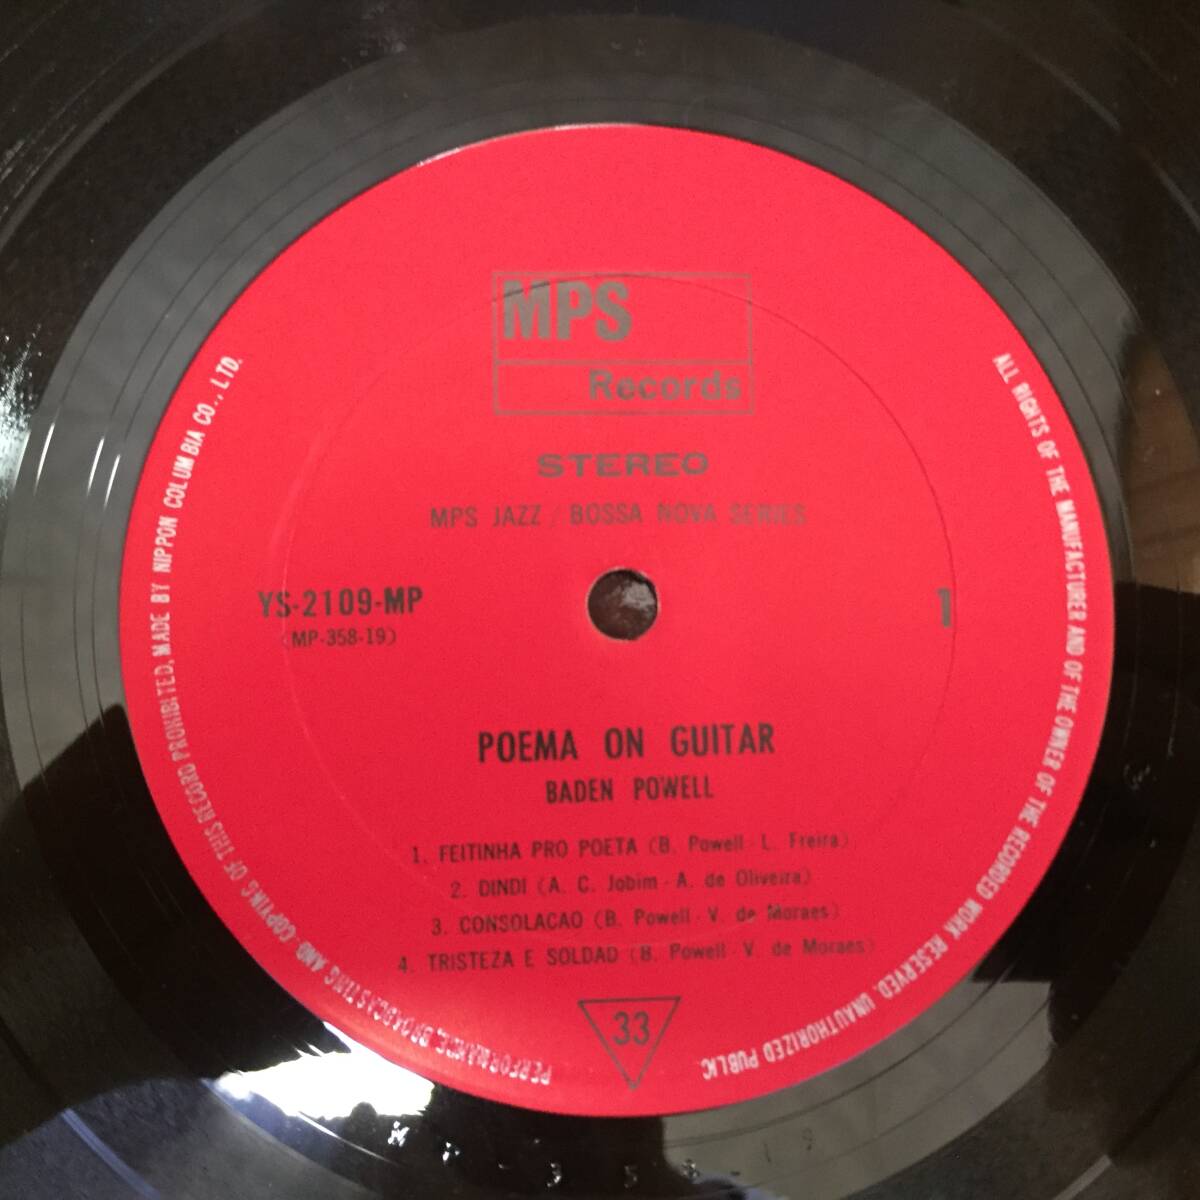 MPS
Records
STEREO
MPS JAZZ / BOSSA NOVA SERIES
YS-2109-MP
(MP-358-19)
1
POEMA ON GUITAR
BADEN POWELL
1. FEITINHA PRO POETA (B. Powell - L. Freira)
2. DINDI (A. C. Jobim - A. de Oliveira)
3. CONSOLACAO (B. Powell - V. de Moraes)
4. TRISTEZA E SOLDAD (B. Powell - V. de Moraes)
33
ALL RIGHTS OF THE MANUFACTURER AND OF THE OWNER OF THE RECORDED WORK RESERVED. UNAUTHORIZED PUBLIC PERFORMANCE, BROADCASTING AND COPYING OF THIS RECORD PROHIBITED. MADE BY NIPPON COLUMBIA CO., LTD.